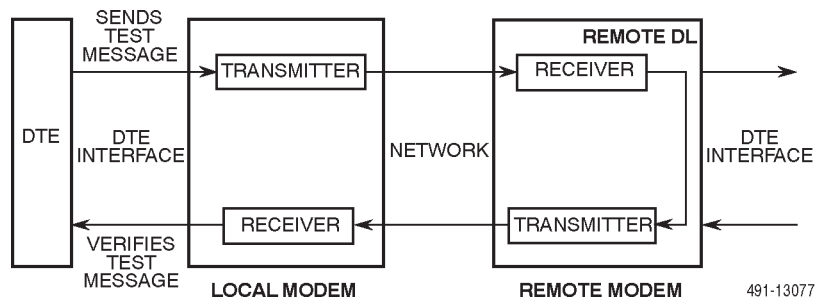 SENDS
TEST
MESSAGE
REMOTE DL
TRANSMITTER
RECEIVER
DTE
DTE
INTERFACE
NETWORK
DTE
INTERFACE
RECEIVER
TRANSMITTER
VERIFIES
TEST
MESSAGE
LOCAL MODEM
REMOTE MODEM
491-13077